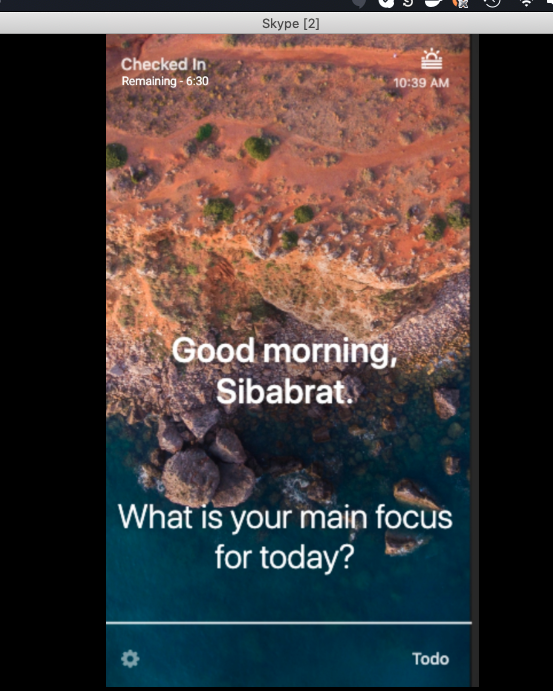 Skype [2]
Checked In
Remaining - 6:30
10:39 AM
Good morning,
Sibabrat.
What is your main focus
for today?
Todo